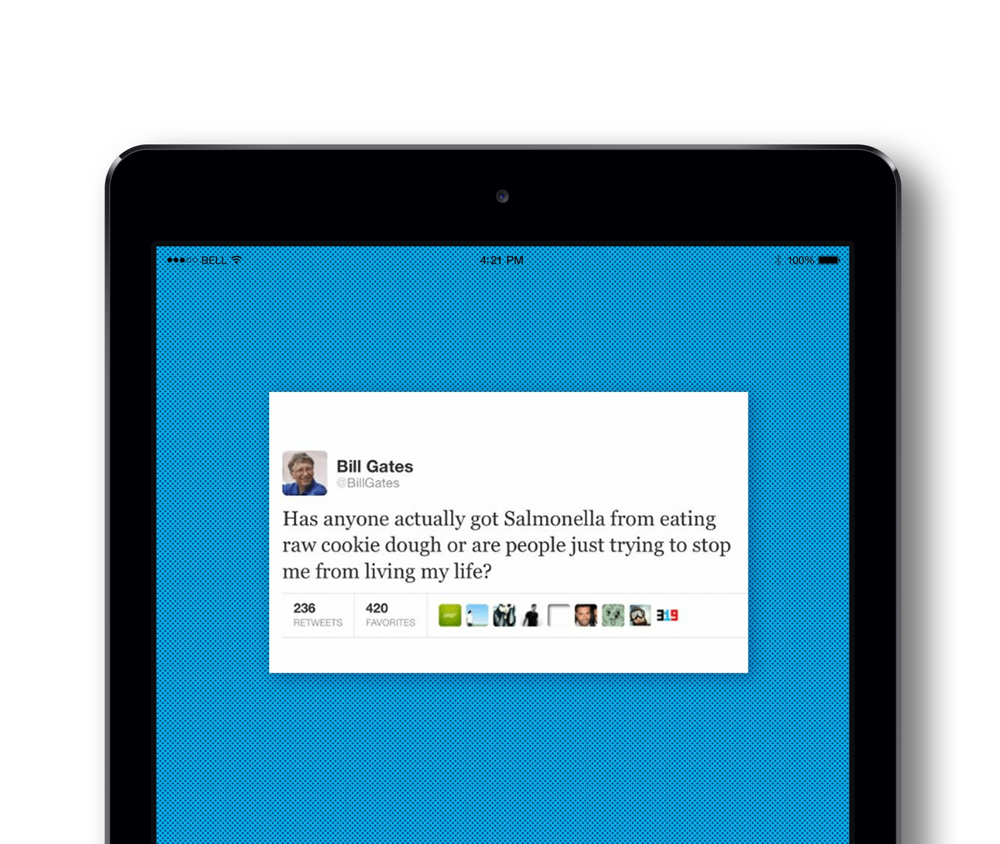 BELL 4:21 PM 100%
Bill Gates
@BillGates
Has anyone actually got Salmonella from eating
raw cookie dough or are people just trying to stop
me from living my life?
236 420
RETWEETS FAVORITES
319